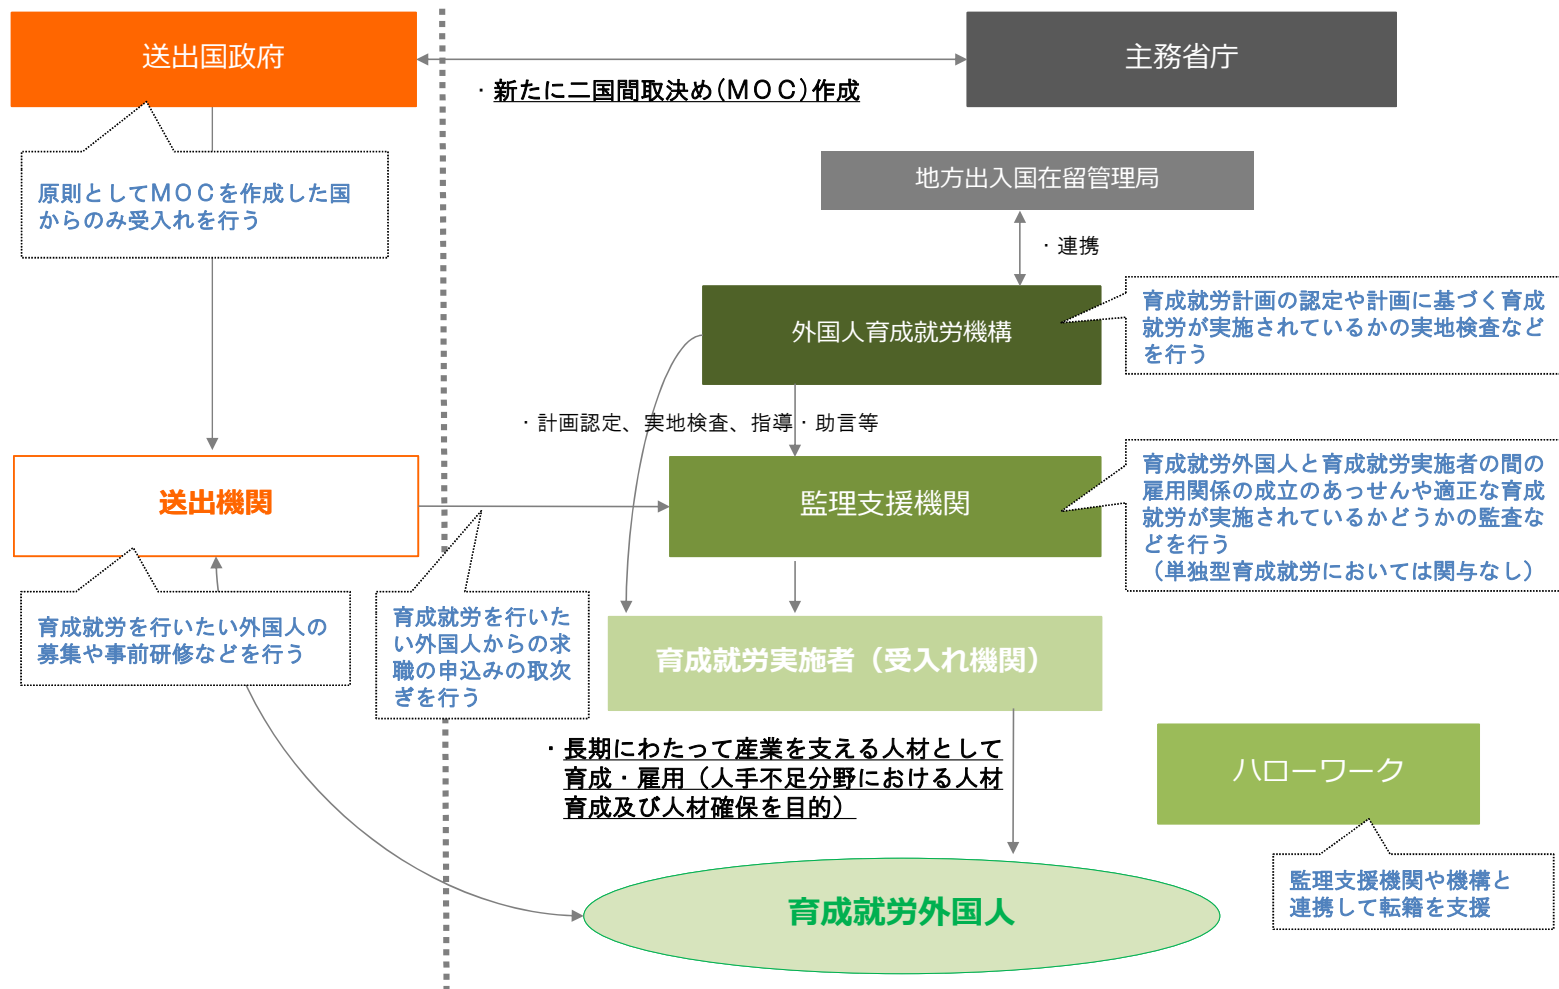 送出国政府
主務省庁
・新たに二国間取決め(ＭＯＣ)作成
原則としてＭＯＣを作成した国
からのみ受入れを行う
地方出入国在留管理局
・連携
外国人育成就労機構
育成就労計画の認定や計画に基づく育成
就労が実施されているかの実地検査など
を行う
・計画認定、実地検査、指導・助言等
送出機関
監理支援機関
育成就労外国人と育成就労実施者の間の
雇用関係の成立のあっせんや適正な育成
就労が実施されているかどうかの監査な
どを行う
（単独型育成就労においては関与なし）
育成就労を行いたい外国人の
募集や事前研修などを行う
育成就労を行いた
い外国人からの求
職の申込みの取次
ぎを行う
育成就労実施者（受入れ機関）
・長期にわたって産業を支える人材として
育成・雇用（人手不足分野における人材
育成及び人材確保を目的）
ハローワーク
監理支援機関や機構と
連携して転籍を支援
育成就労外国人